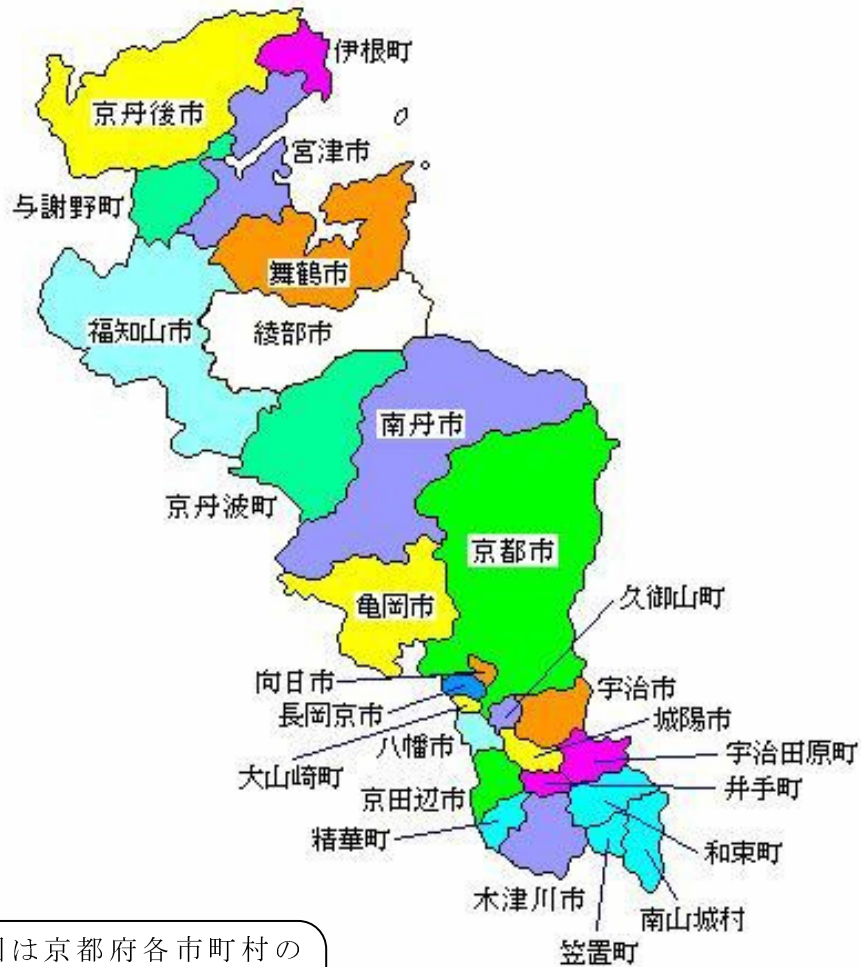 伊根町
京丹後市
宮津市
与謝野町
舞鶴市
福知山市
綾部市
南丹市
京丹波町
京都市
久御山町
亀岡市
向日市
宇治市
長岡京市
城陽市
八幡市
宇治田原町
大山崎町
井手町
京田辺市
精華町
和束町
木津川市
南山城村
笠置町
は京都府各市町村の